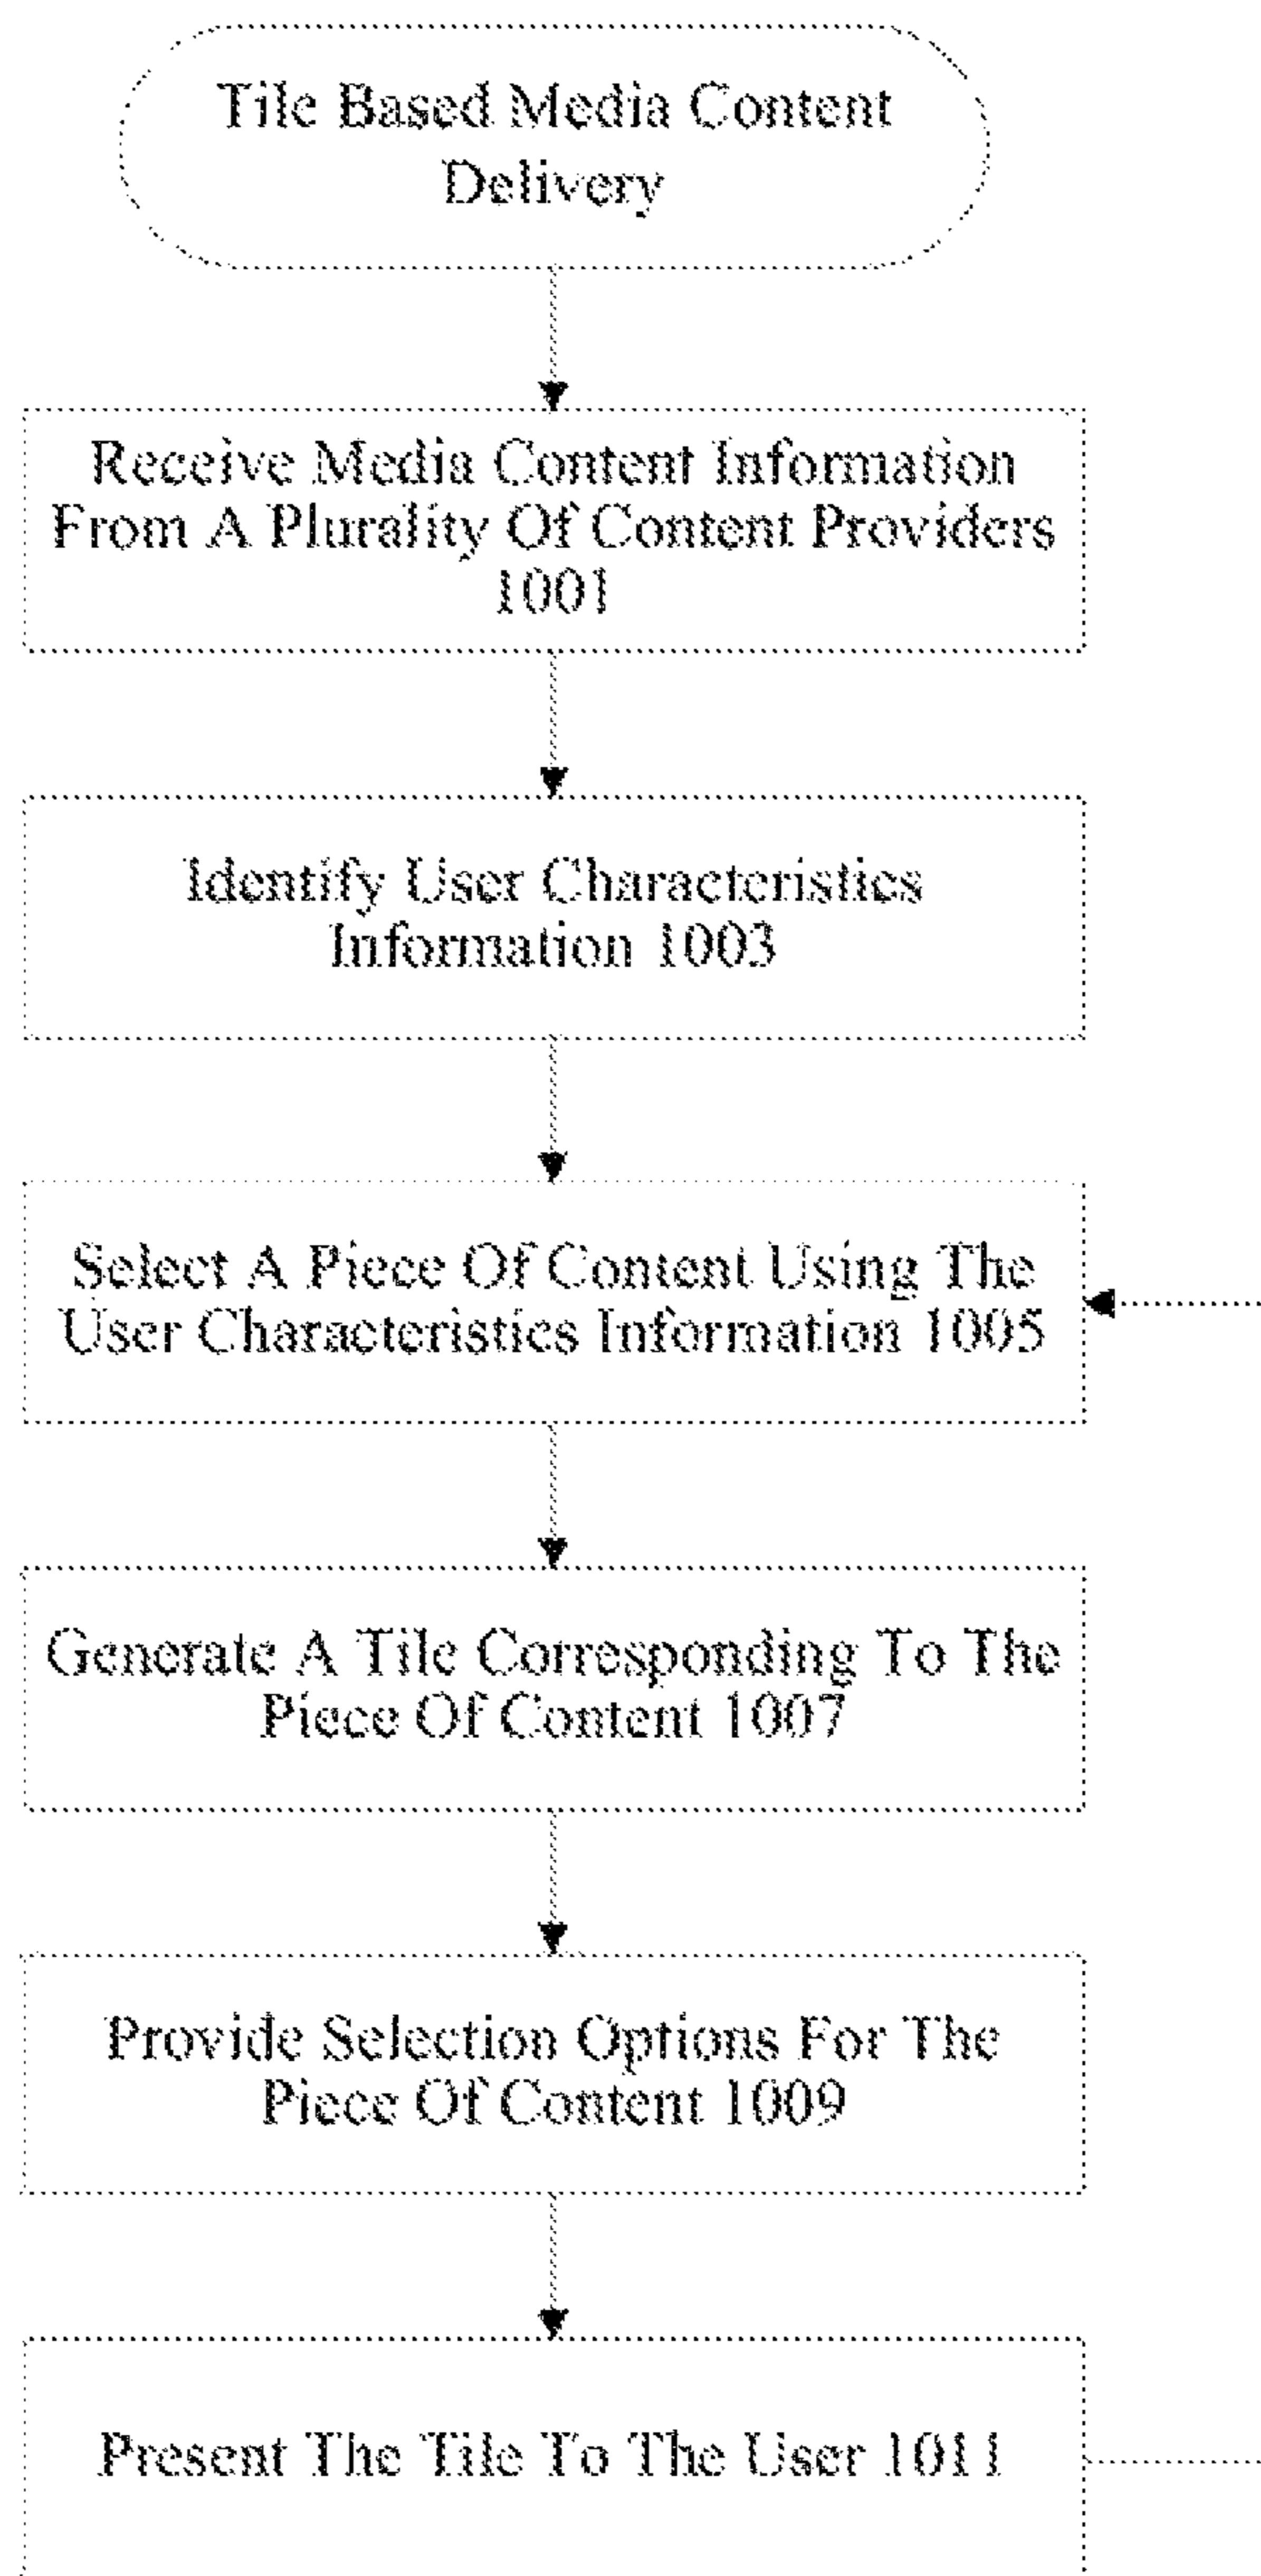 Tile Based Media Content
Delivery
Receive Media Content Information
From A Plurality Of Content Providers
1001
Identify User Characteristics
Information 1003
Select A Piece Of Content Using The
User Characteristics Information 1005
Generate A Tile Corresponding To The
Piece Of Content 1007
Provide Selection Options For The
Piece Of Content 1009
Present The Tile To The User 1011